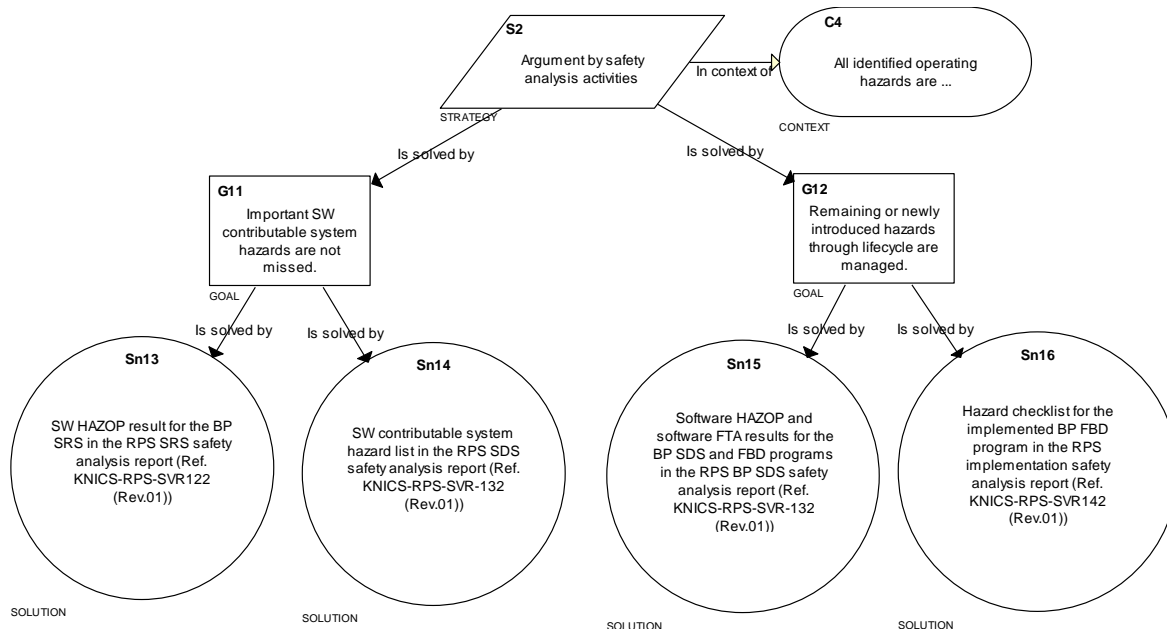 S2
Argument by safety
analysis activities
STRATEGY
In context of
C4
All identified operating
hazards are ...
CONTEXT
Is solved by
Is solved by
G11
Important SW
contributable system
hazards are not
missed.
GOAL
G12
Remaining or newly
introduced hazards
through lifecycle are
managed.
GOAL
Is solved by
Is solved by
Is solved by
Is solved by
Sn13
SW HAZOP result for the BP
SRS in the RPS SRS safety
analysis report (Ref.
KNICS-RPS-SVR122
(Rev.01))
SOLUTION
Sn14
SW contributable system
hazard list in the RPS SDS
safety analysis report (Ref.
KNICS-RPS-SVR-132
(Rev.01))
SOLUTION
Sn15
Software HAZOP and
software FTA results for the
BP SDS and FBD programs
in the RPS BP SDS safety
analysis report (Ref.
KNICS-RPS-SVR-132
(Rev.01))
SOLUTION
Sn16
Hazard checklist for the
implemented BP FBD
program in the RPS
implementation safety
analysis report (Ref.
KNICS-RPS-SVR142
(Rev.01))
SOLUTION